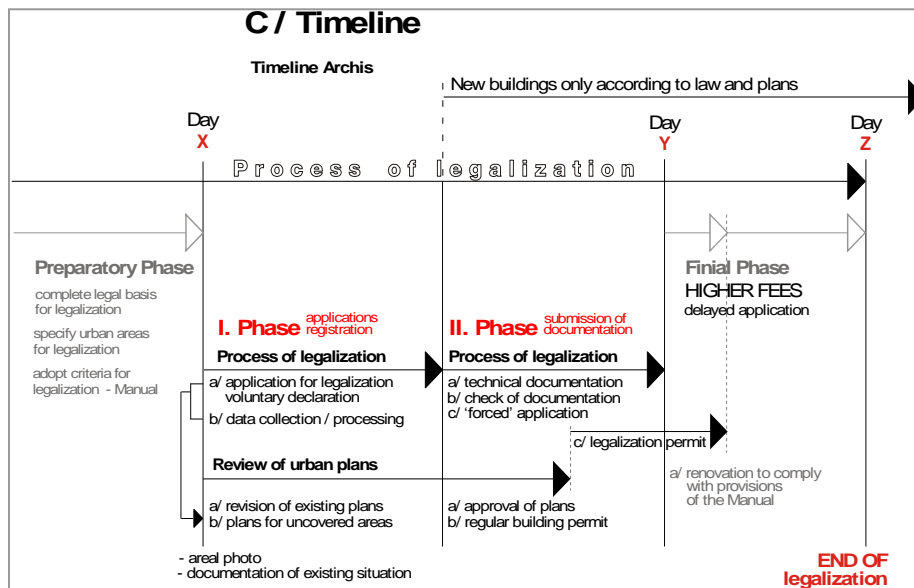 C / Timeline
Timeline Archis
New buildings only according to law and plans
Day
X
Day
Y
Day
Z
Process of legalization
Preparatory Phase
complete legal basis
for legalization
specify urban areas
for legalization
adopt criteria for
legalization - Manual
I. Phase
applications
registration
Process of legalization
a/ application for legalization
voluntary declaration
b/ data collection / processing
Review of urban plans
a/ revision of existing plans
b/ plans for uncovered areas
- areal photo
- documentation of existing situation
II. Phase
submission of
documentation
Process of legalization
a/ technical documentation
b/ check of documentation
c/ 'forced' application
c/ legalization permit
a/ approval of plans
b/ regular building permit
Finial Phase
HIGHER FEES
delayed application
a/ renovation to comply
with provisions
of the Manual
END OF
legalization